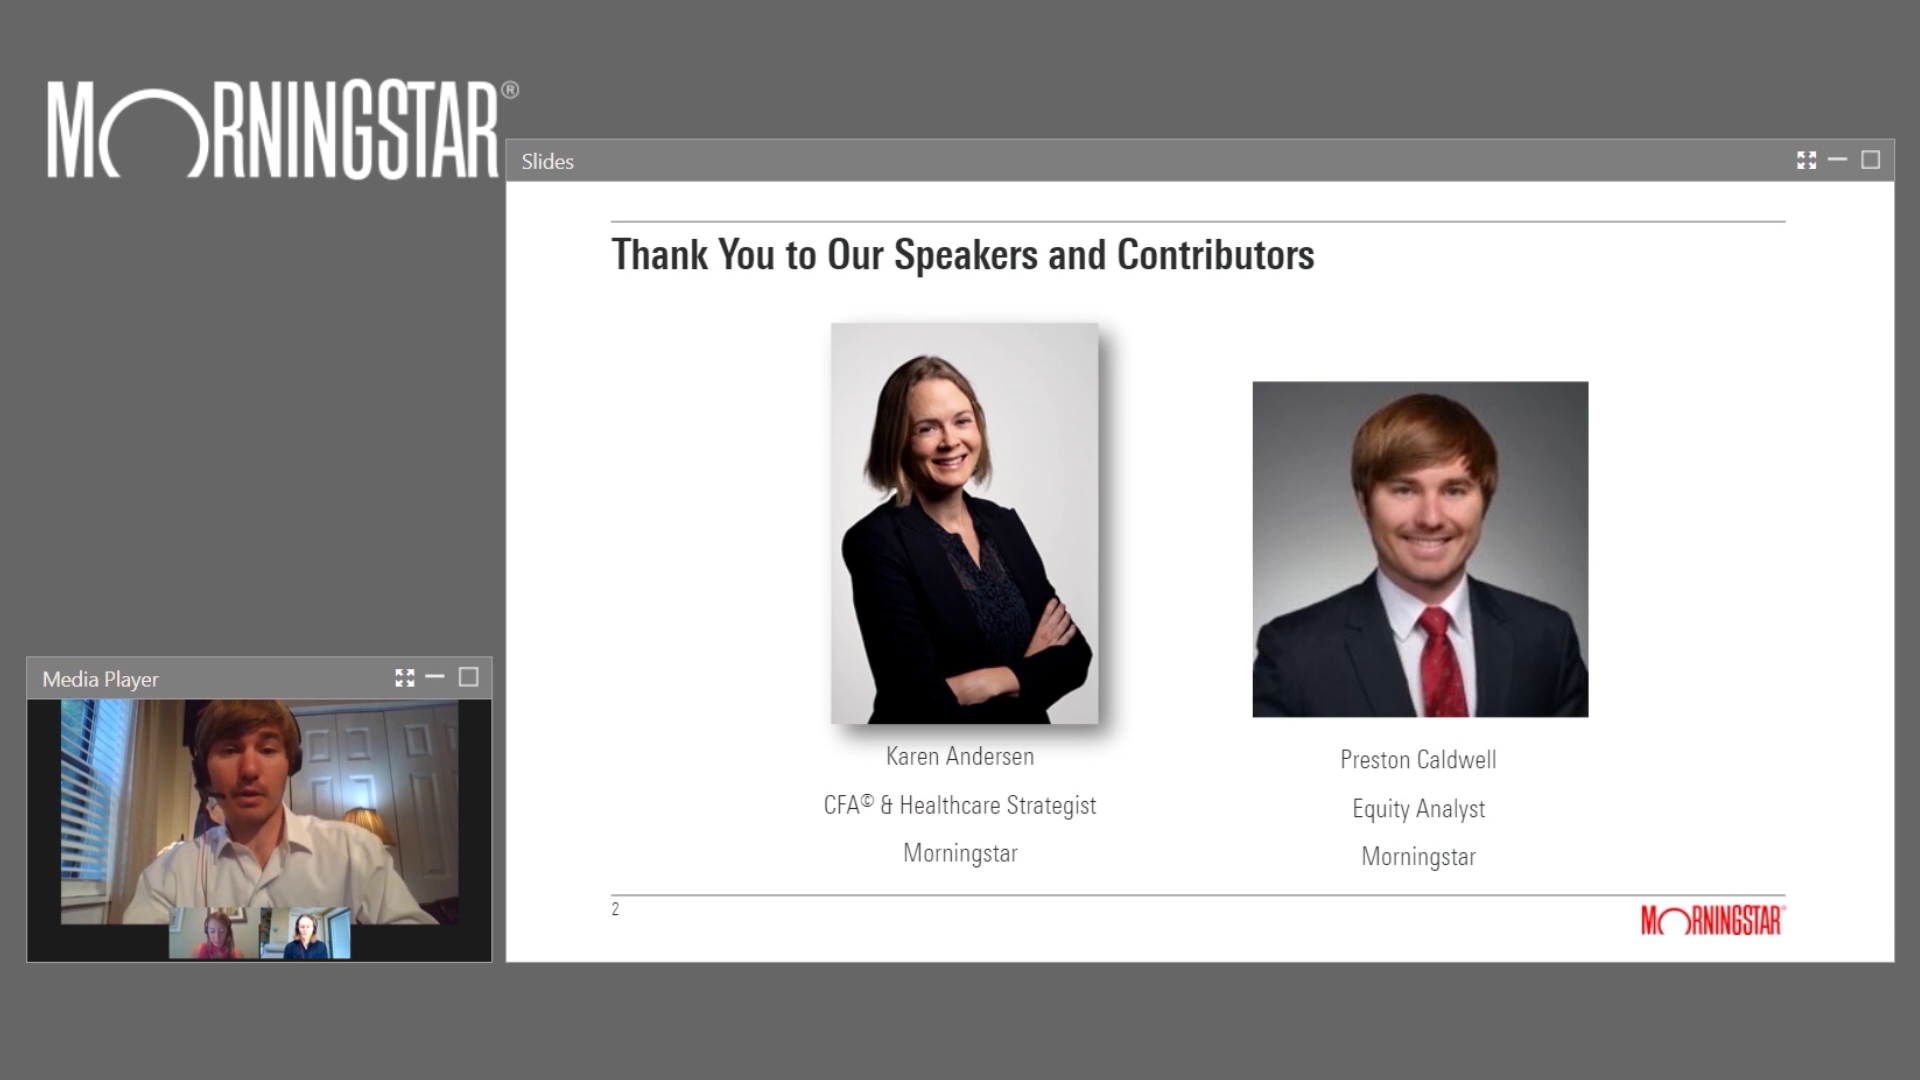 MORNINGSTAR®
Slides
Thank You to Our Speakers and Contributors
Karen Andersen
CFA© & Healthcare Strategist
Morningstar
Preston Caldwell
Equity Analyst
Morningstar
2
MORNINGSTAR®
Media Player